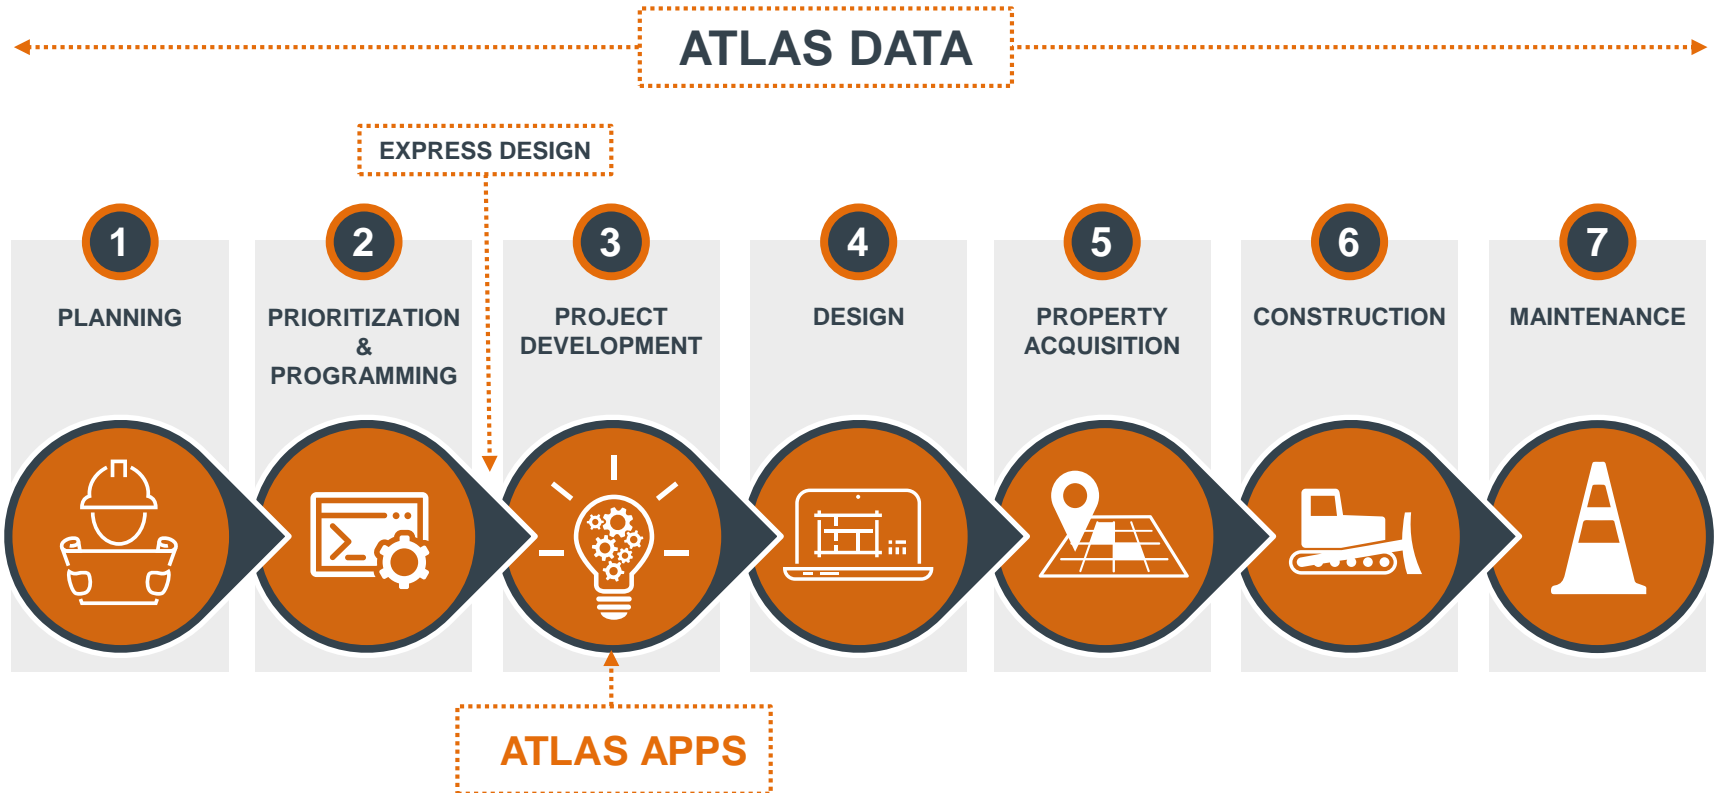 ATLAS DATA
EXPRESS DESIGN
1
2
3
4
5
6
7
PLANNING
PRIORITIZATION
&
PROGRAMMING
PROJECT
DEVELOPMENT
DESIGN
PROPERTY
ACQUISITION
CONSTRUCTION
MAINTENANCE
ATLAS APPS